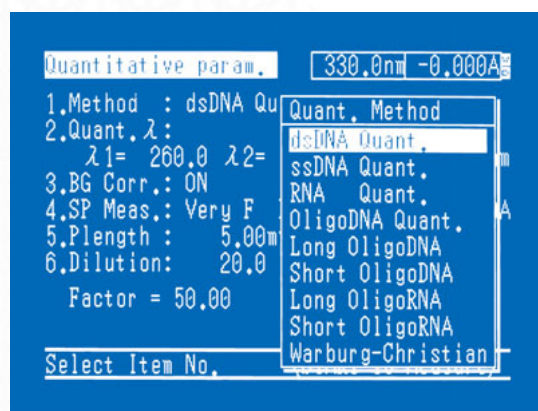 Quantitative param.
330.0nm -0.000A
1.Method : dsDNA Qu
2.Quant.λ:
λ1= 260.0 λ2=
3.BG Corr.: ON
4.SP Meas.: Very F
5.Plength : 5.00m
6.Dilution: 20.0
Factor = 50.00
Select Item No.
Quant. Method
dsDNA Quant.
ssDNA Quant.
RNA Quant.
OligoDNA Quant.
Long OligoDNA
Short OligoDNA
Long OligoRNA
Short OligoRNA
Warburg-Christian